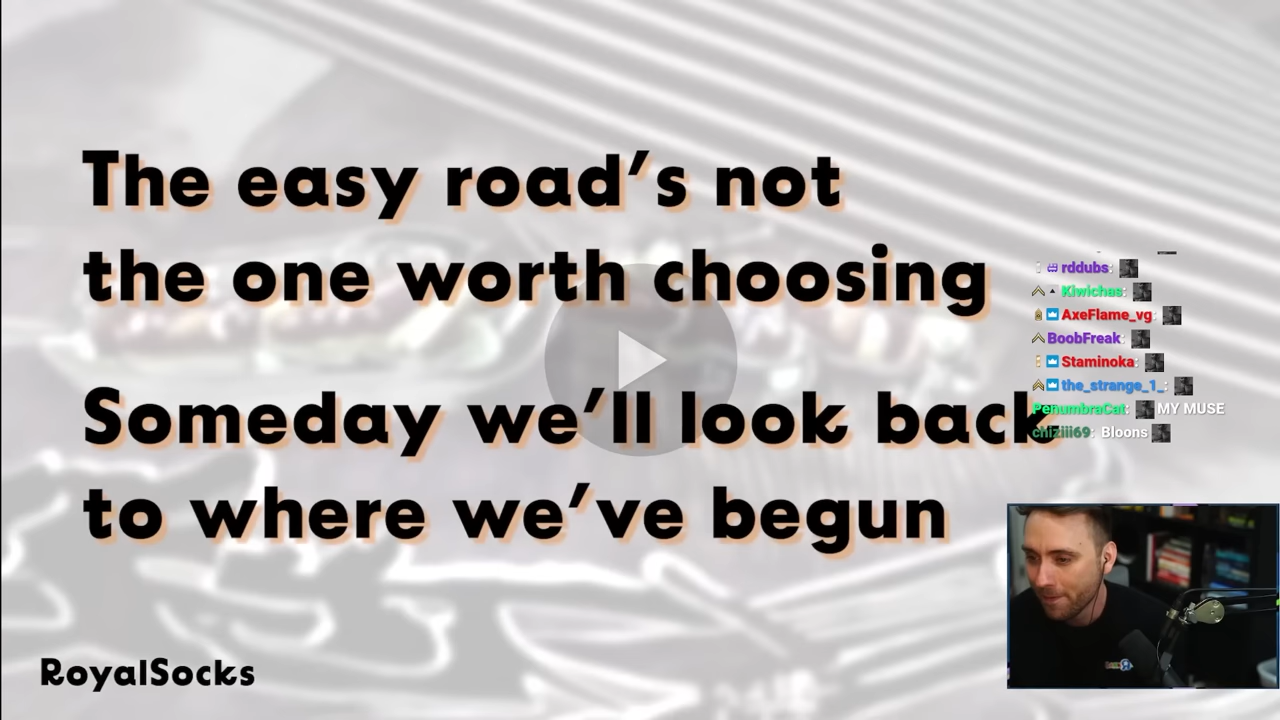 The easy road's not
the one worth choosing
Someday we'll look back
to where we've begun
RoyalSocks
rddubs:
Kiwichas:
AxeFlame_vg:
BoobFreak:
Staminoka:
the_strange_1_:
PenumbraCat: MY MUSE
chiziii69: Bloons